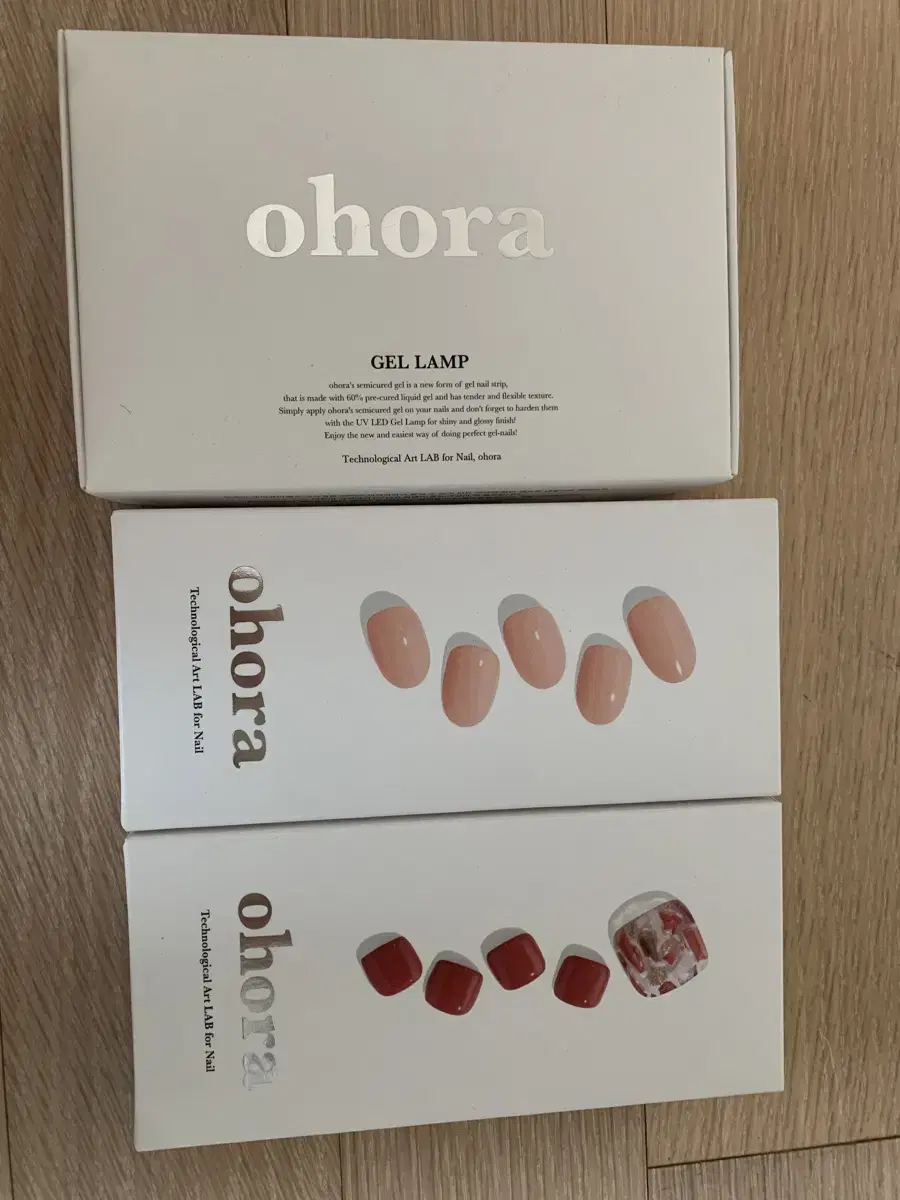 ohora
GEL LAMP
ohora's semicured gel is a new form of gel nail strip,
that is made with 60% pre-cured liquid gel and has tender and flexible texture.
Simply apply ohora's semicured gel on your nails and don't forget to harden them
with the UV LED Gel Lamp for shiny and glossy finish!
Enjoy the new and easiest way of doing perfect gel-nails!
Technological Art LAB for Nail, ohora
ohora
Technological Art LAB for Nail
ohora
Technological Art LAB for Nail